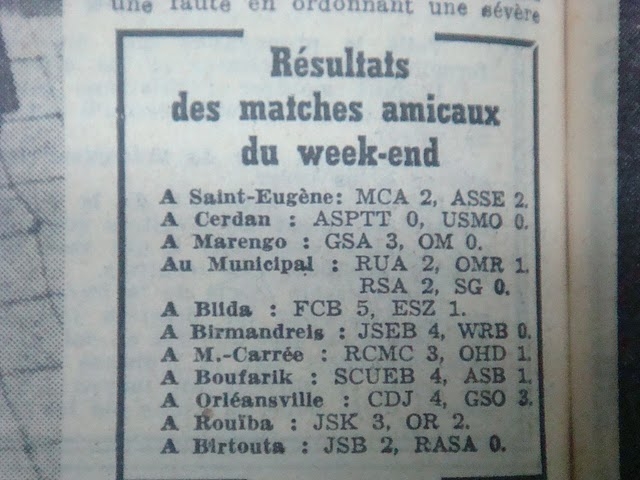 une faute en ordonnant une sévère
Résultats
des matches amicaux
du week-end
A Saint-Eugène: MCA 2, ASSE 2.
A Cerdan : ASPTT 0, USMO 0.
A Marengo : GSA 3, OM 0.
Au Municipal : RUA 2, OMR 1.
RSA 2, SG 0.
A Blida : FCB 5, ESZ 1.
A Birmandreis : JSEB 4, WRB 0.
A M.-Carrée : RCMC 3, OHD 1.
A Boufarik : SCUEB 4, ASB 1.
A Orléansville : CDJ 4, GSO 3.
A Rouïba : JSK 3, OR 2.
A Birtouta : JSB 2, RASA 0.